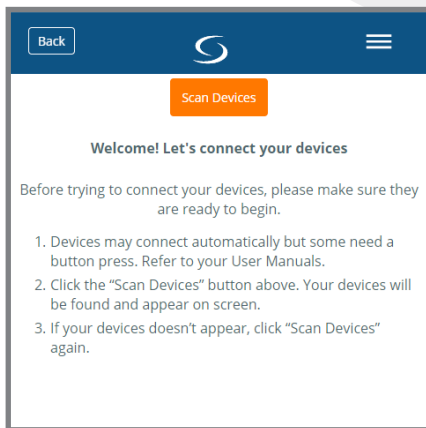 Back
Scan Devices
Welcome! Let's connect your devices
Before trying to connect your devices, please make sure they
are ready to begin.
1. Devices may connect automatically but some need a
button press. Refer to your User Manuals.
2. Click the “Scan Devices” button above. Your devices will
be found and appear on screen.
3. If your devices doesn’t appear, click “Scan Devices”
again.